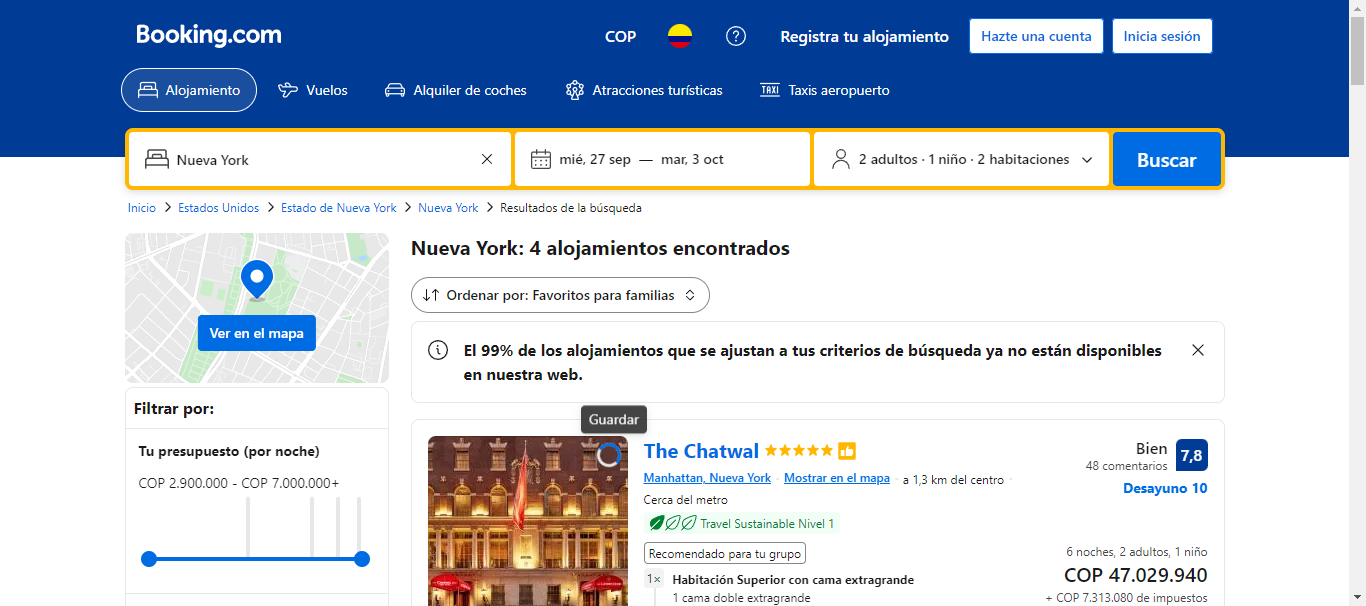 Booking.com
COP
Registra tu alojamiento
Hazte una cuenta
Inicia sesión
Alojamiento
Vuelos
Alquiler de coches
Atracciones turísticas
TAXI Taxis aeropuerto
Nueva York
mié, 27 sep — mar, 3 oct
2 adultos · 1 niño · 2 habitaciones
Buscar
Inicio > Estados Unidos > Estado de Nueva York > Nueva York > Resultados de la búsqueda
Ver en el mapa
Filtrar por:
Tu presupuesto (por noche)
COP 2.900.000 - COP 7.000.000+
Nueva York: 4 alojamientos encontrados
Ordenar por: Favoritos para familias
El 99% de los alojamientos que se ajustan a tus criterios de búsqueda ya no están disponibles
en nuestra web.
Guardar
The Chatwal
Manhattan, Nueva York · Mostrar en el mapa · a 1,3 km del centro ·
Cerca del metro
Travel Sustainable Nivel 1
Recomendado para tu grupo
1× Habitación Superior con cama extragrande
1 cama doble extragrande
Bien
48 comentarios
7,8
Desayuno 10
6 noches, 2 adultos, 1 niño
COP 47.029.940
+ COP 7.313.080 de impuestos